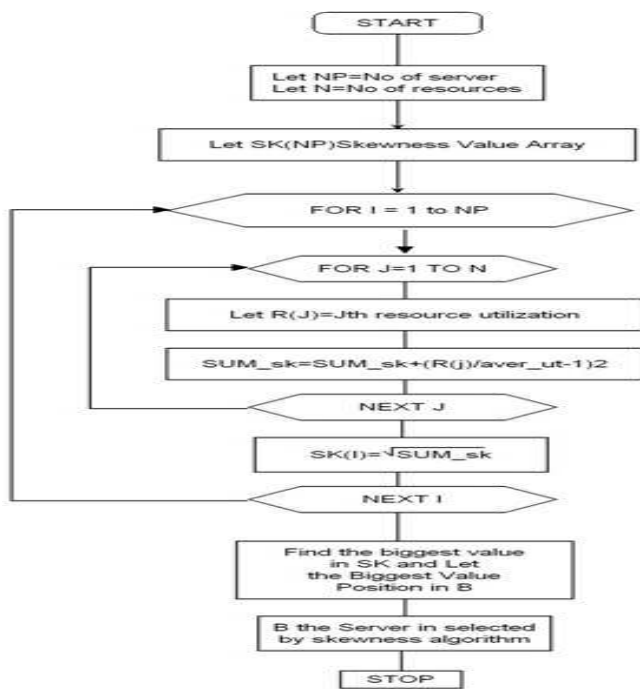 START
Let NP=No of server
Let N=No of resources
Let SK(NP)Skewness Value Array
FOR I = 1 to NP
FOR J=1 TO N
Let R(J)=Jth resource utilization
SUM_sk=SUM_sk+(R(j)/aver_ut-1)2
NEXT J
SK(I)=√SUM_sk
NEXT I
Find the biggest value
in SK and Let
the Biggest Value
Position in B
B the Server in selected
by skewness algorithm
STOP